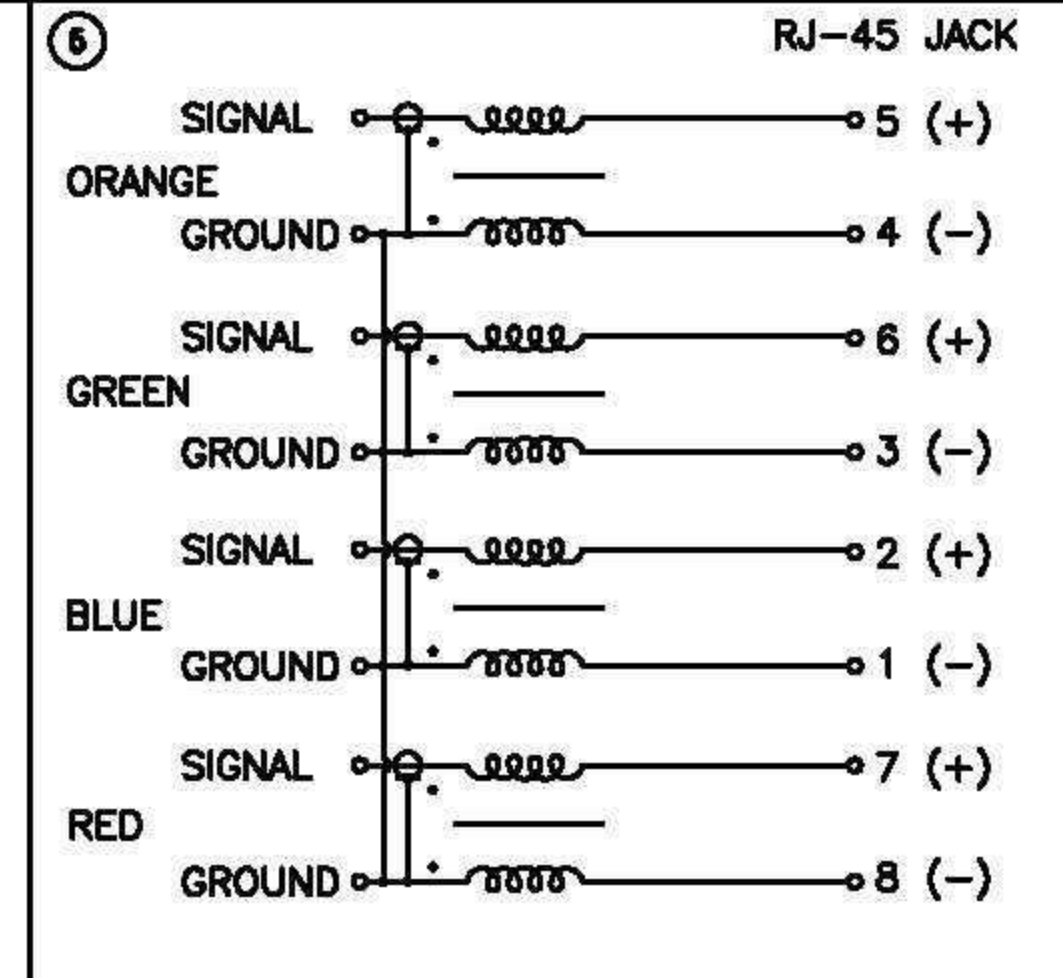 5
RJ-45 JACK
SIGNAL 5 (+)
ORANGE
GROUND 4 (-)
SIGNAL 6 (+)
GREEN
GROUND 3 (-)
SIGNAL 2 (+)
BLUE
GROUND 1 (-)
SIGNAL 7 (+)
RED
GROUND 8 (-)